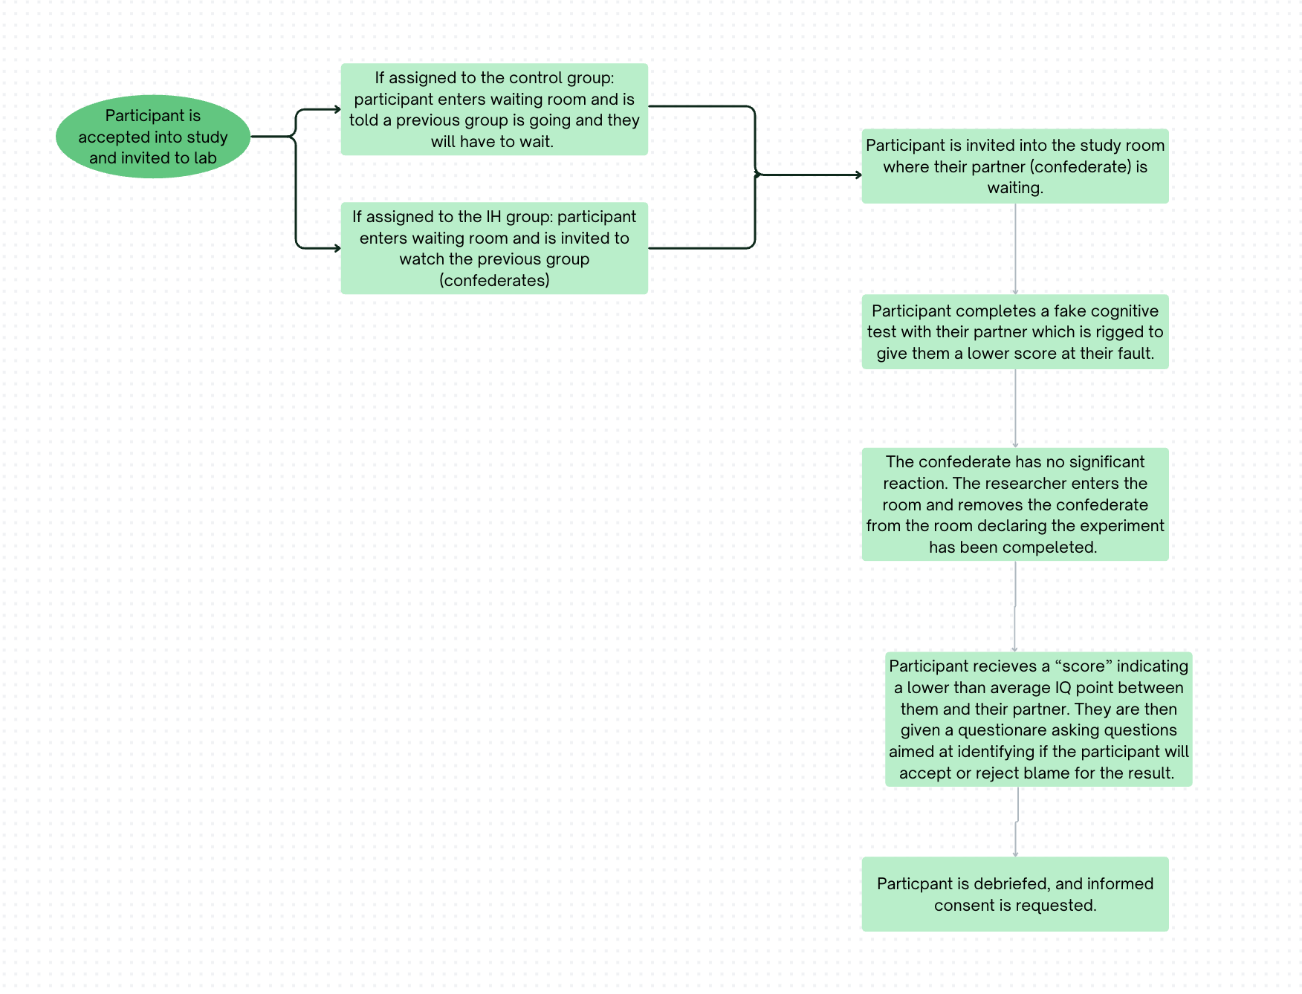 Participant is
accepted into study
and invited to lab
If assigned to the control group:
participant enters waiting room and is
told a previous group is going and they
will have to wait.
If assigned to the IH group: participant
enters waiting room and is invited to
watch the previous group
(confederates)
Participant is invited into the study room
where their partner (confederate) is
waiting.
Participant completes a fake cognitive
test with their partner which is rigged to
give them a lower score at their fault.
The confederate has no significant
reaction. The researcher enters the
room and removes the confederate
from the room declaring the experiment
has been compeleted.
Participant recieves a “score” indicating
a lower than average IQ point between
them and their partner. They are then
given a questionare asking questions
aimed at identifying if the participant will
accept or reject blame for the result.
Particpant is debriefed, and informed
consent is requested.